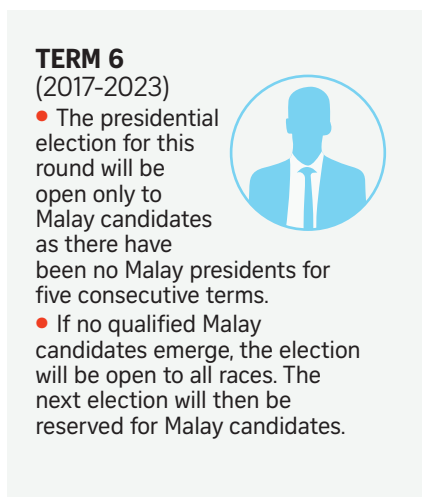 TERM 6
(2017-2023)
• The presidential
election for this
round will be
open only to
Malay candidates
as there have
been no Malay presidents for
five consecutive terms.
• If no qualified Malay
candidates emerge, the election
will be open to all races. The
next election will then be
reserved for Malay candidates.